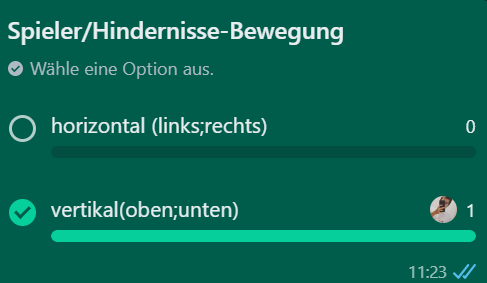 Spieler/Hindernisse-Bewegung
Wähle eine Option aus.
horizontal (links;rechts) 0
vertikal(oben;unten) 1
11:23